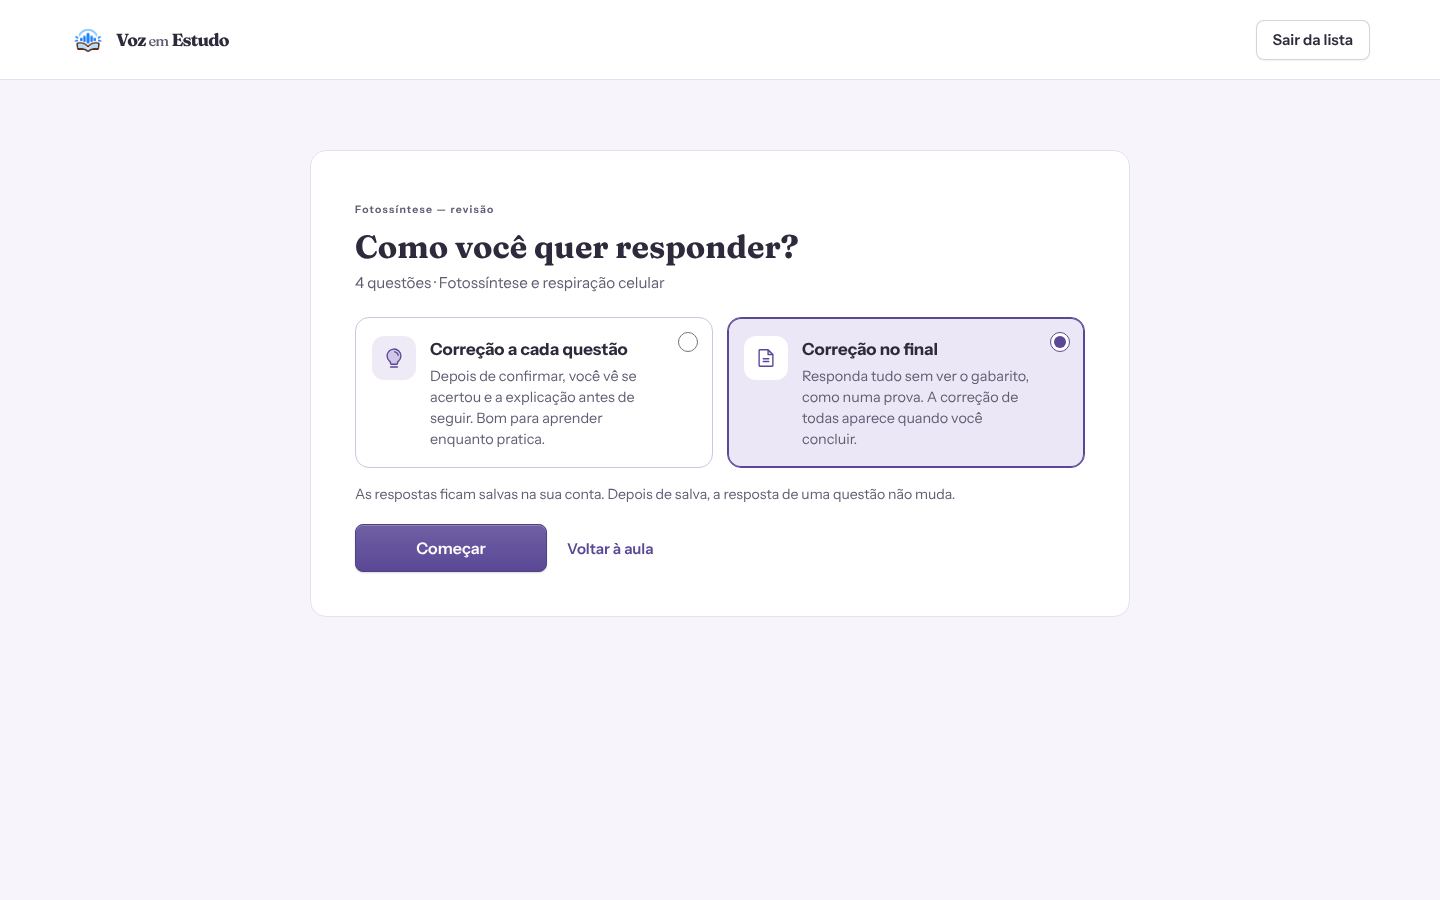 Voz em Estudo
Sair da lista
Fotossíntese — revisão
Como você quer responder?
4 questões · Fotossíntese e respiração celular
Correção a cada questão
Depois de confirmar, você vê se
acertou e a explicação antes de
seguir. Bom para aprender
enquanto pratica.
Correção no final
Responda tudo sem ver o gabarito,
como numa prova. A correção de
todas aparece quando você
concluir.
As respostas ficam salvas na sua conta. Depois de salva, a resposta de uma questão não muda.
Começar
Voltar à aula